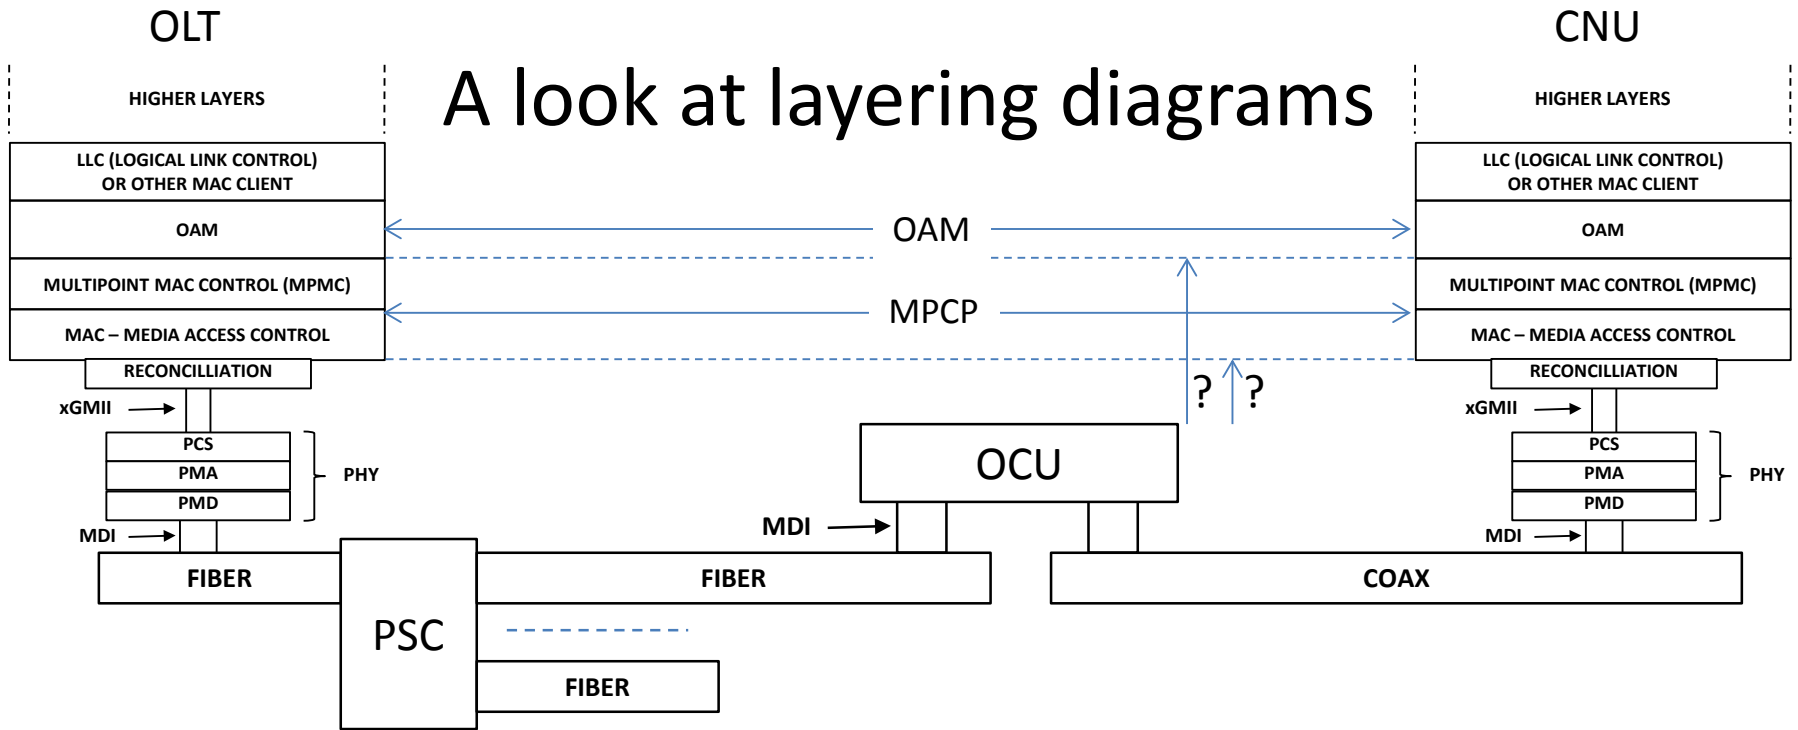 OLT
CNU
A look at layering diagrams
HIGHER LAYERS
HIGHER LAYERS
LLC (LOGICAL LINK CONTROL)
OR OTHER MAC CLIENT
LLC (LOGICAL LINK CONTROL)
OR OTHER MAC CLIENT
OAM
OAM
OAM
MULTIPOINT MAC CONTROL (MPMC)
MPCP
MULTIPOINT MAC CONTROL (MPMC)
MAC – MEDIA ACCESS CONTROL
MAC – MEDIA ACCESS CONTROL
RECONCILLIATION
? ?
RECONCILLIATION
xGMII
xGMII
PCS
PMA
PMD
PHY
OCU
PCS
PMA
PMD
PHY
MDI
MDI
MDI
FIBER
FIBER
COAX
PSC
FIBER